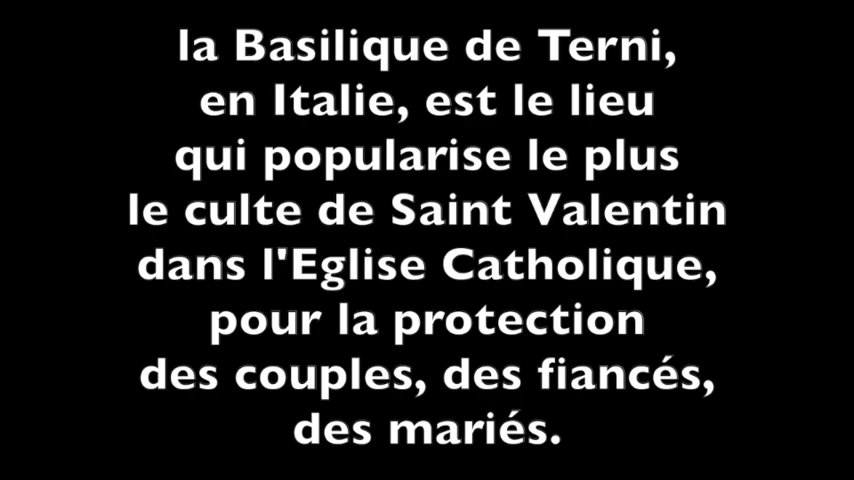 la Basilique de Terni,
en Italie, est le lieu
qui popularise le plus
le culte de Saint Valentin
dans l'Eglise Catholique,
pour la protection
des couples, des fiancés,
des mariés.